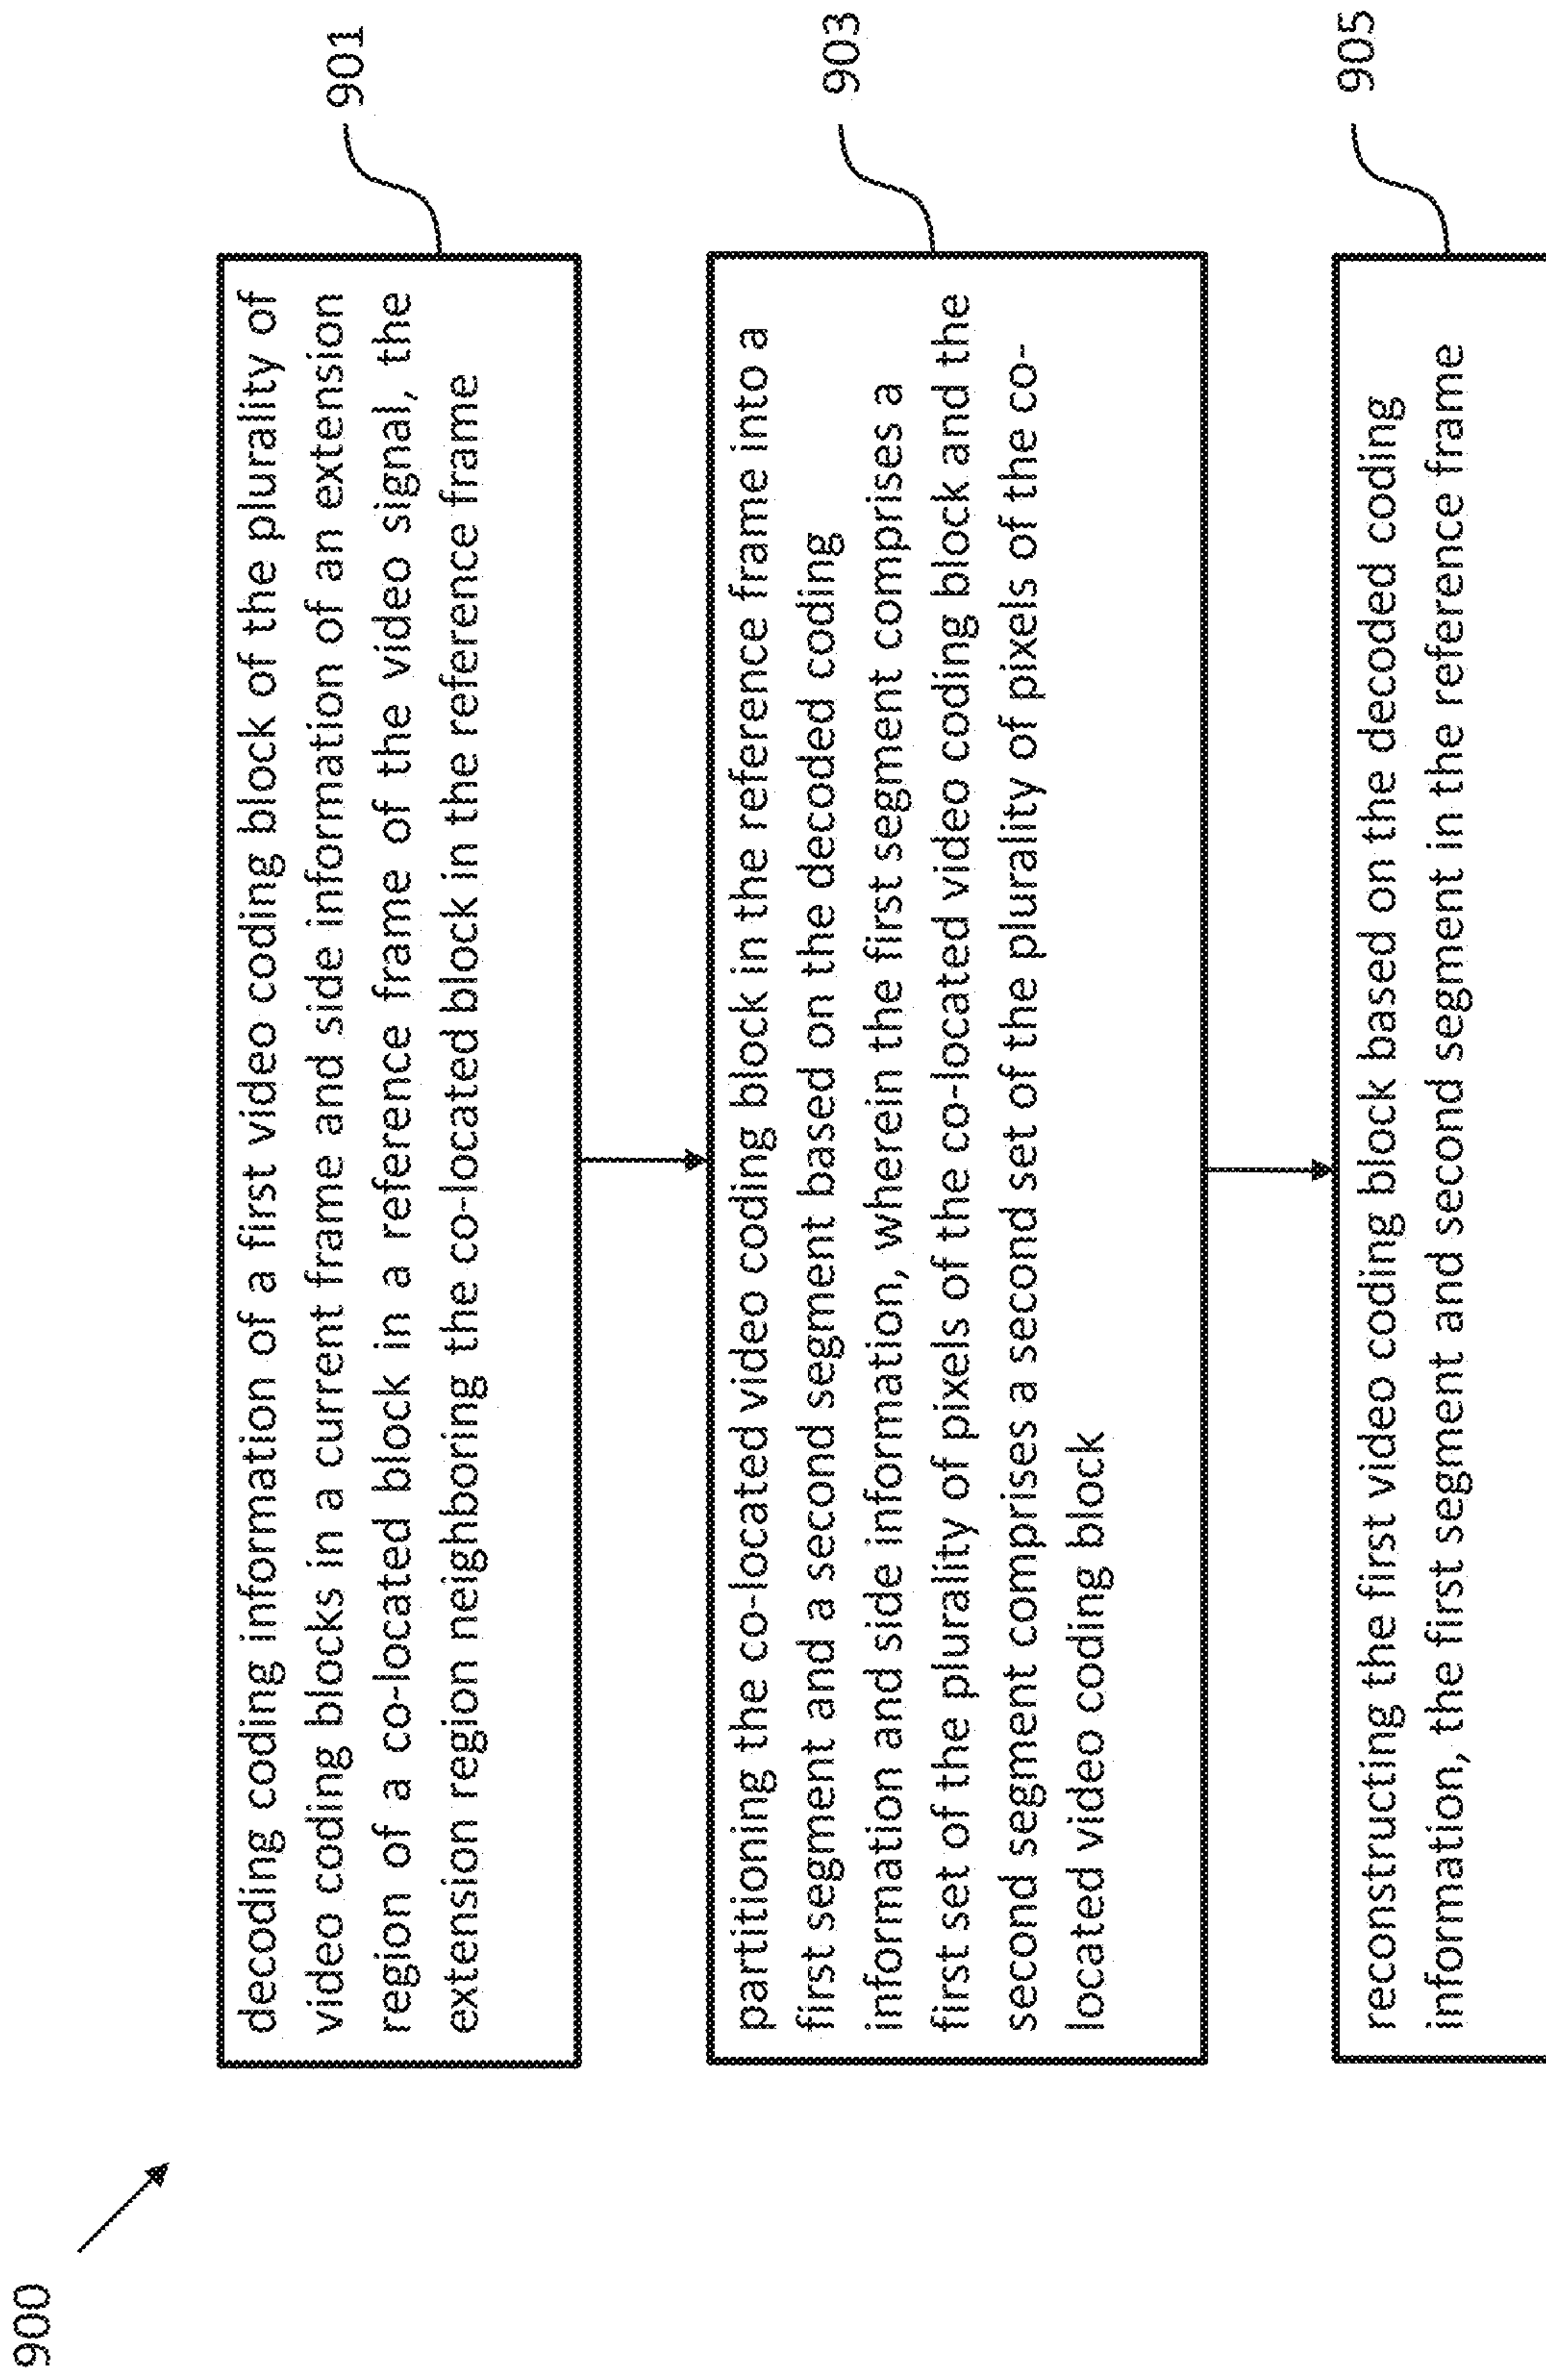 900
decoding coding information of a first video coding block of the plurality of
video coding blocks in a current frame and side information of an extension
region of a co-located block in a reference frame of the video signal, the
extension region neighboring the co-located block in the reference frame
901
partitioning the co-located video coding block in the reference frame into a
first segment and a second segment based on the decoded coding
information and side information, wherein the first segment comprises a
first set of the plurality of pixels of the co-located video coding block and the
second segment comprises a second set of the plurality of pixels of the co-
located video coding block
903
reconstructing the first video coding block based on the decoded coding
information, the first segment and second segment in the reference frame
905